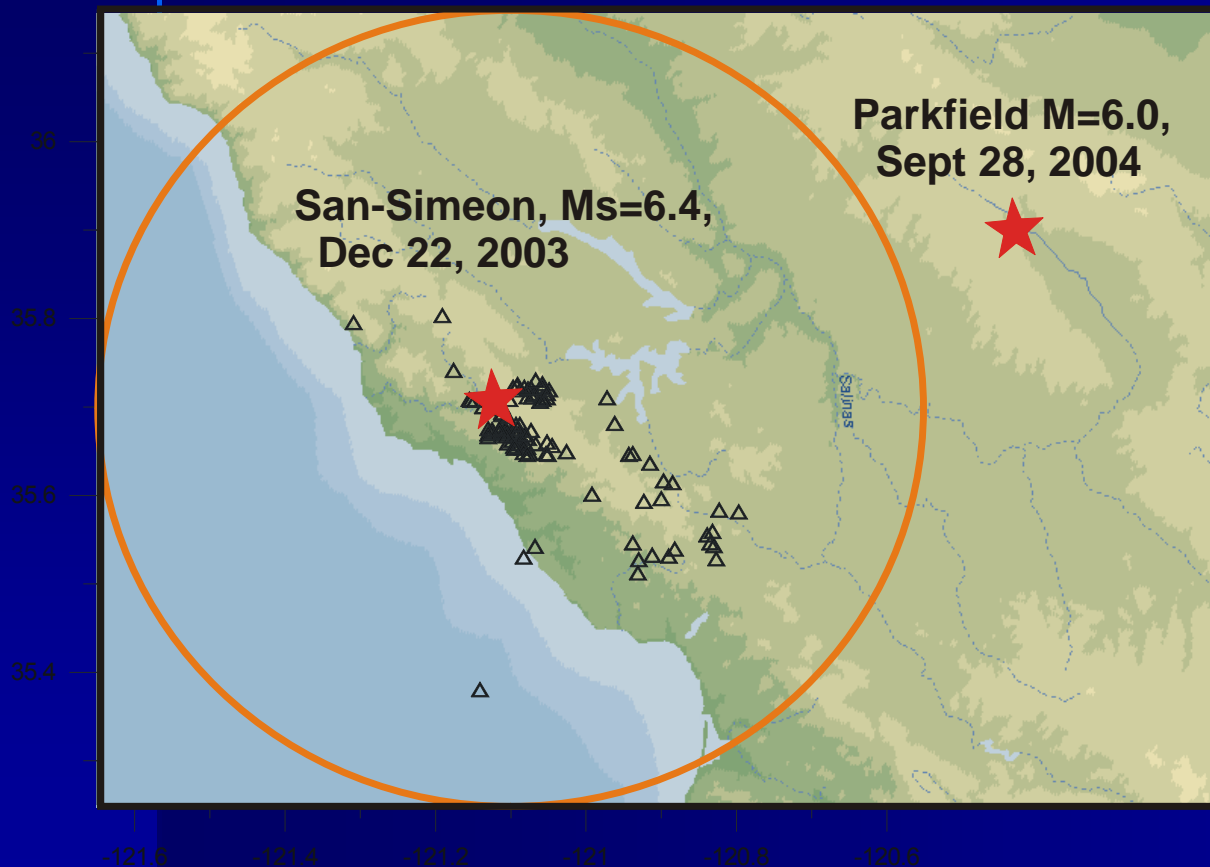 Parkfield M=6.0,
Sept 28, 2004
San-Simeon, Ms=6.4,
Dec 22, 2003
Salinas
36
35.8
35.6
35.4
-121.6
-121.4
-121.2
-121
-120.8
-120.6